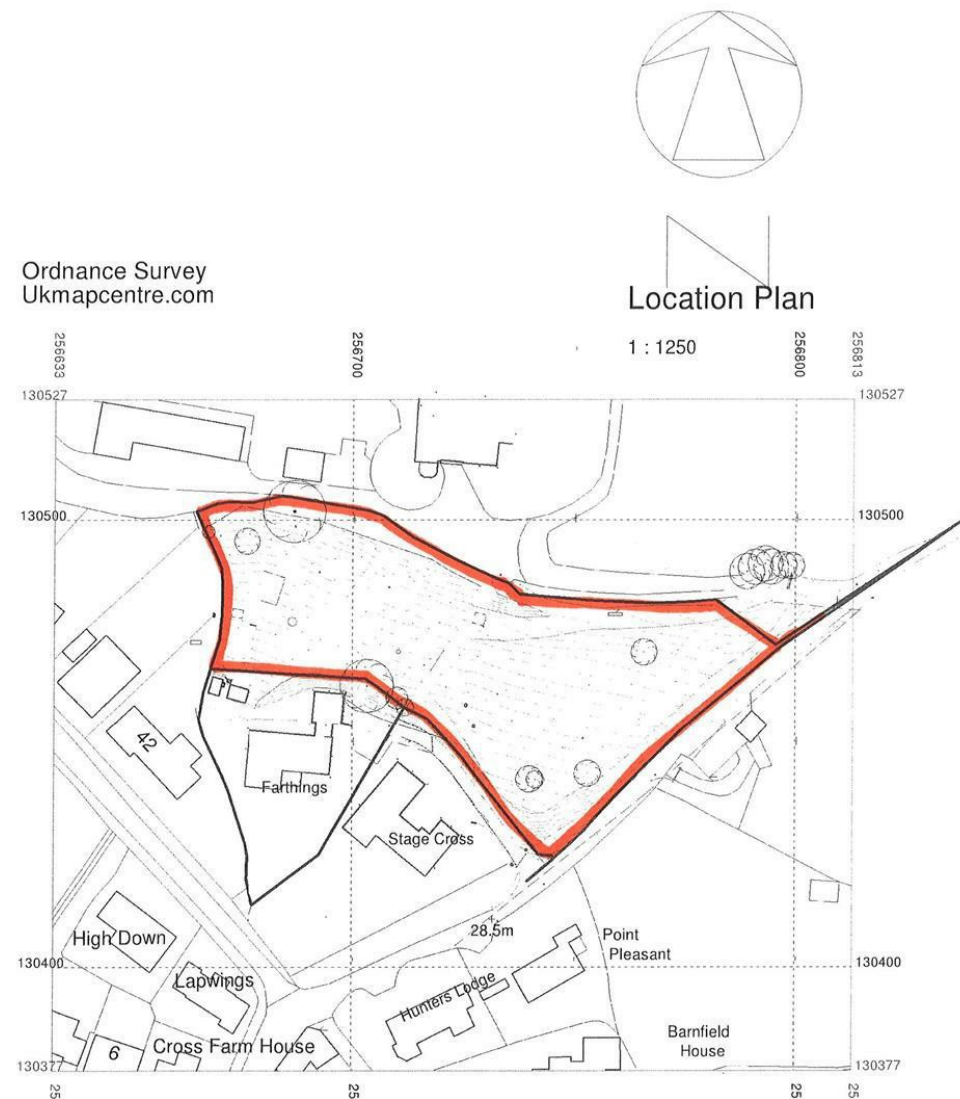 N
Ordnance Survey
Ukmapcentre.com
Location Plan
1 : 1250
256633
256700
256800
256813
130527
130527
130500
130500
42
Farthings
Stage Cross
28.5m
High Down
Point
Pleasant
130400
130400
Lapwings
Hunters Lodge
Barnfield
House
6
Cross Farm House
130377
130377
25
25
25
25